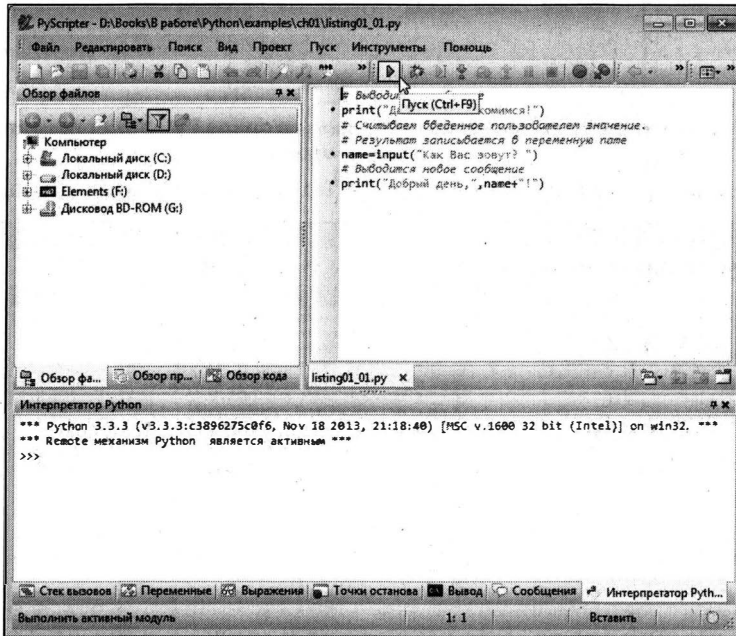 PyScripter - D:\Books\В работе\Python\examples\ch01\listing01_01.py
Файл Редактировать Поиск Вид Проект Пуск Инструменты Помощь
Обзор файлов
Компьютер
Локальный диск (C:)
Локальный диск (D:)
Elements (F:)
Дисковод BD-ROM (G:)
Обзор фа... Обзор пр... Обзор кода
# Выводи
Пуск (Ctrl+F9)
print("Д комимся!")
# Считываем введенное пользователем значение.
# Результат записывается в переменную name
name=input("Как Вас зовут? ")
# Выводится новое сообщение
print("Добрый день,",name+"!")
listing01_01.py
Интерпретатор Python
*** Python 3.3.3 (v3.3.3:c3896275c0f6, Nov 18 2013, 21:18:40) [MSC v.1600 32 bit (Intel)] on win32. ***
*** Remote механизм Python является активным ***
>>>
Стек вызовов Переменные Выражения Точки останова Вывод Сообщения Интерпретатор Pyth...
Выполнить активный модуль 1: 1 Вставить